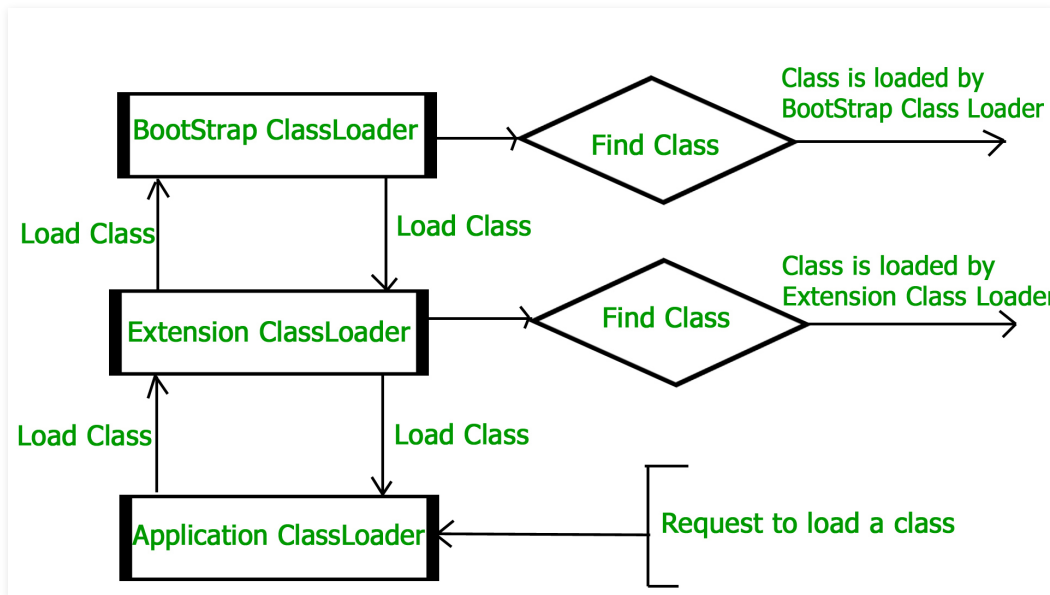 Class is loaded by
BootStrap Class Loader
BootStrap ClassLoader
Find Class
Load Class
Load Class
Class is loaded by
Extension Class Loader
Extension ClassLoader
Find Class
Load Class
Load Class
Request to load a class
Application ClassLoader